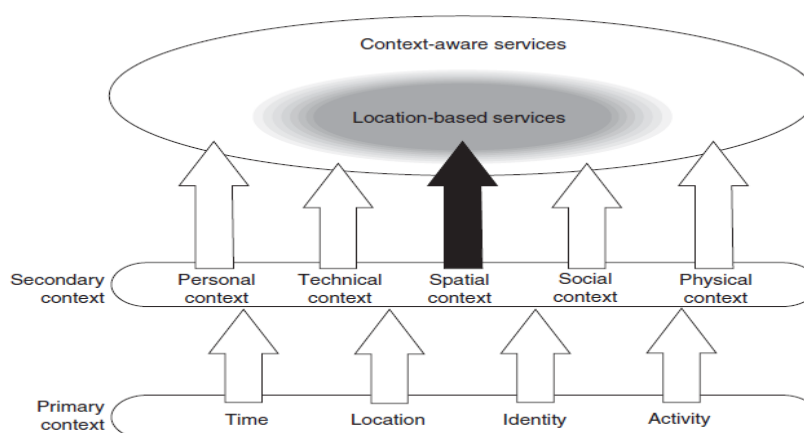 Context-aware services
Location-based services
Secondary
context
Personal
context
Technical
context
Spatial
context
Social
context
Physical
context
Primary
context
Time
Location
Identity
Activity